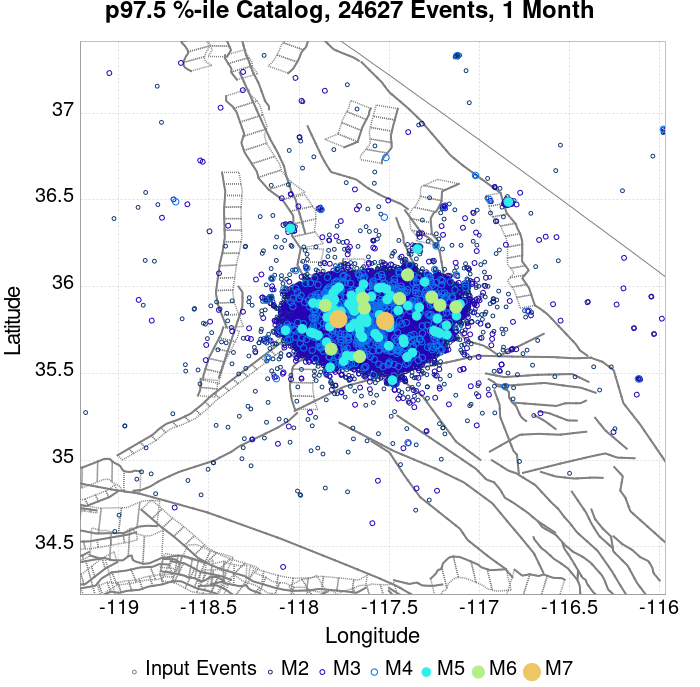 p97.5 %-ile Catalog, 24627 Events, 1 Month
37
36.5
36
35.5
35
34.5
Latitude
-119 -118.5 -118 -117.5 -117 -116.5 -116
Longitude
Input Events M2 M3 M4 M5 M6 M7